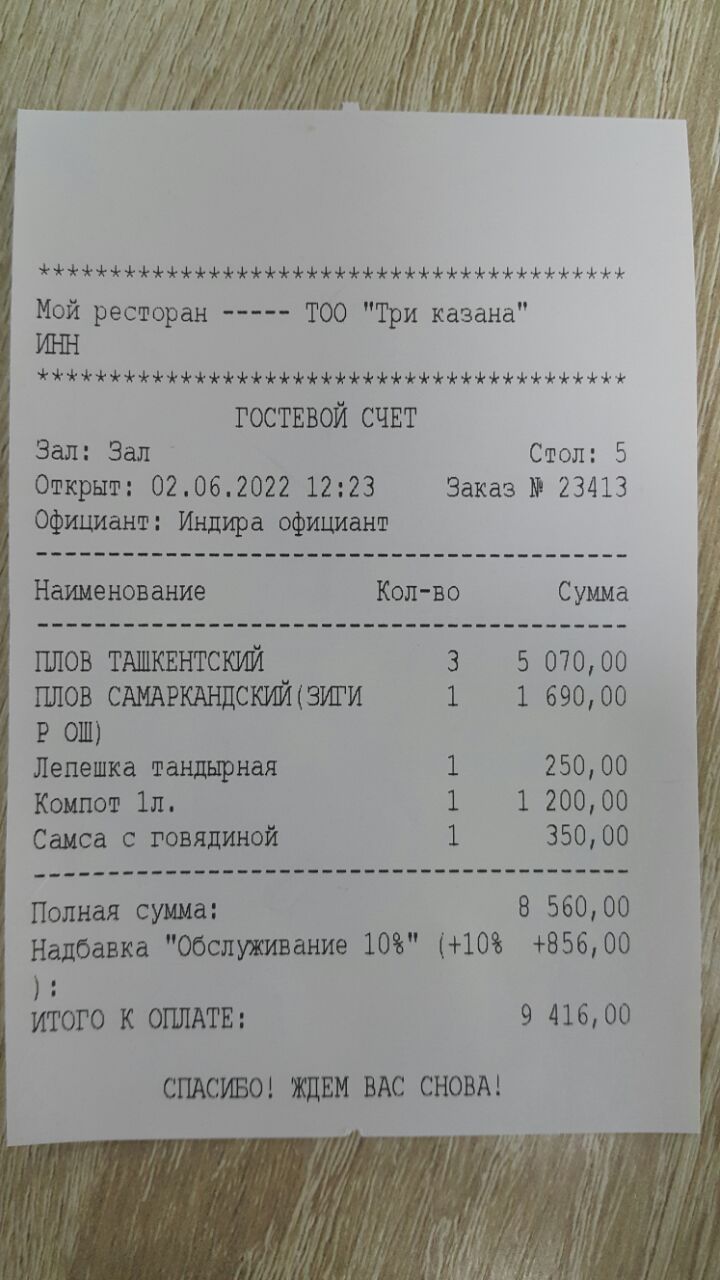 ******************************************
Мой ресторан ----- ТОО "Три казана"
ИНН
******************************************
ГОСТЕВОЙ СЧЕТ
Зал: Зал Стол: 5
Открыт: 02.06.2022 12:23 Заказ № 23413
Официант: Индира официант
------------------------------------------
Наименование Кол-во Сумма
------------------------------------------
ПЛОВ ТАШКЕНТСКИЙ 3 5 070,00
ПЛОВ САМАРКАНДСКИЙ(ЗИГИ 1 1 690,00
Р ОШ)
Лепешка тандырная 1 250,00
Компот 1л. 1 1 200,00
Самса с говядиной 1 350,00
------------------------------------------
Полная сумма: 8 560,00
Надбавка "Обслуживание 10%" (+10% +856,00
):
ИТОГО К ОПЛАТЕ: 9 416,00
СПАСИБО! ЖДЕМ ВАС СНОВА!